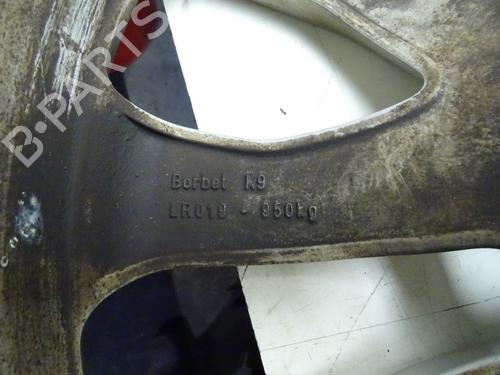 B-PARTS
Borbet K9
LR019 - 950kg